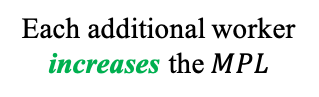 Each additional worker
increases the MPL